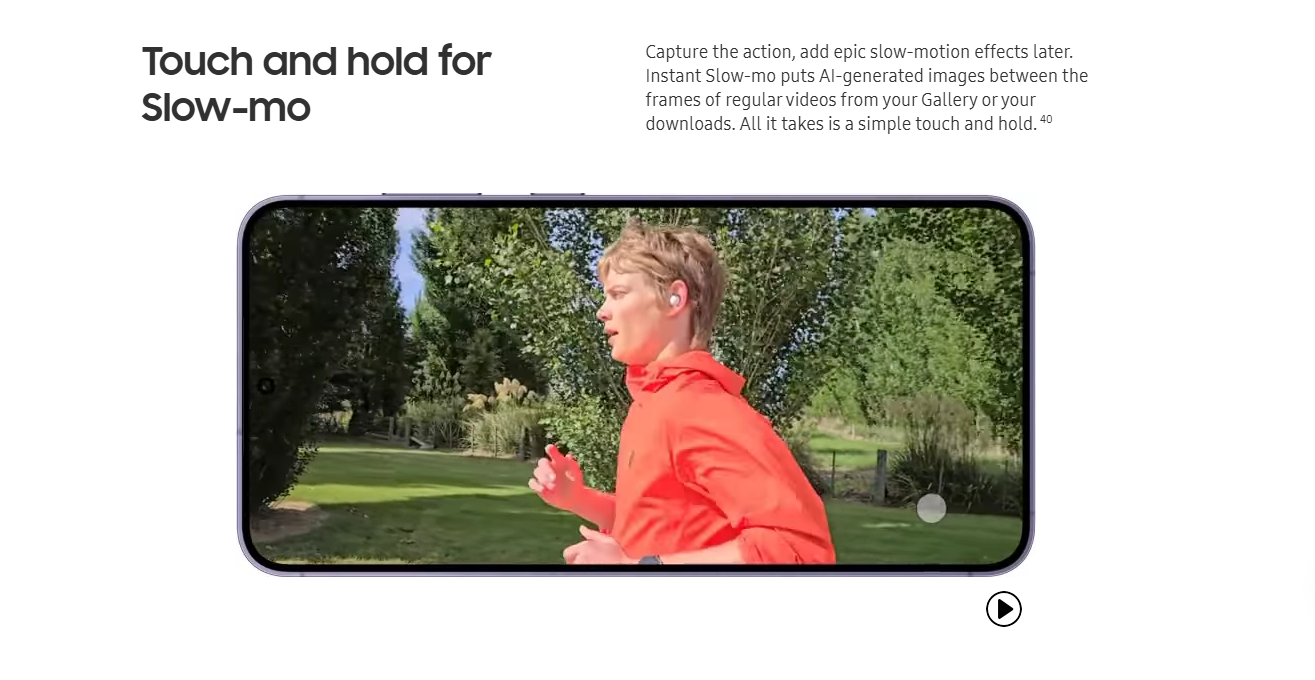 Touch and hold for
Slow-mo
Capture the action, add epic slow-motion effects later.
Instant Slow-mo puts AI-generated images between the
frames of regular videos from your Gallery or your
downloads. All it takes is a simple touch and hold. 40